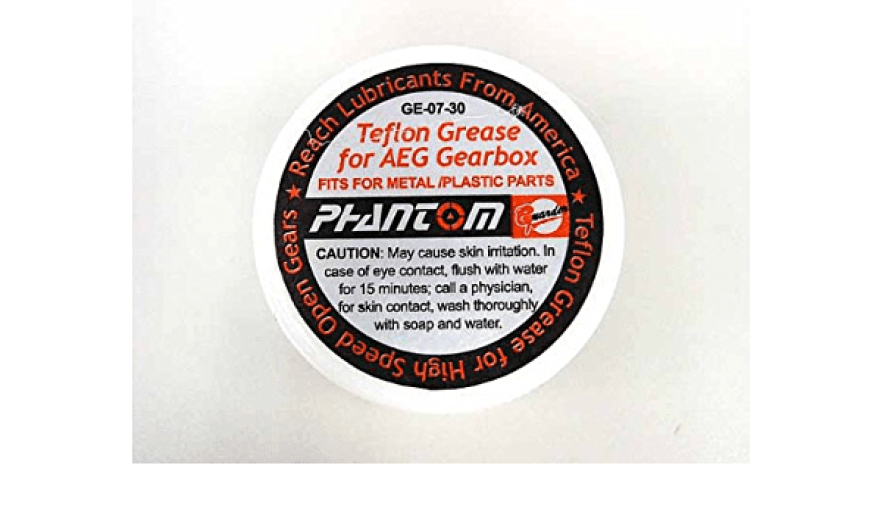 ★ Reach Lubricants From America ★
Teflon Grease for High Speed Open Gears
GE-07-30
Teflon Grease
for AEG Gearbox
FITS FOR METAL /PLASTIC PARTS
PHANTOM Guarder
CAUTION: May cause skin irritation. In
case of eye contact, flush with water
for 15 minutes; call a physician,
for skin contact, wash thoroughly
with soap and water.